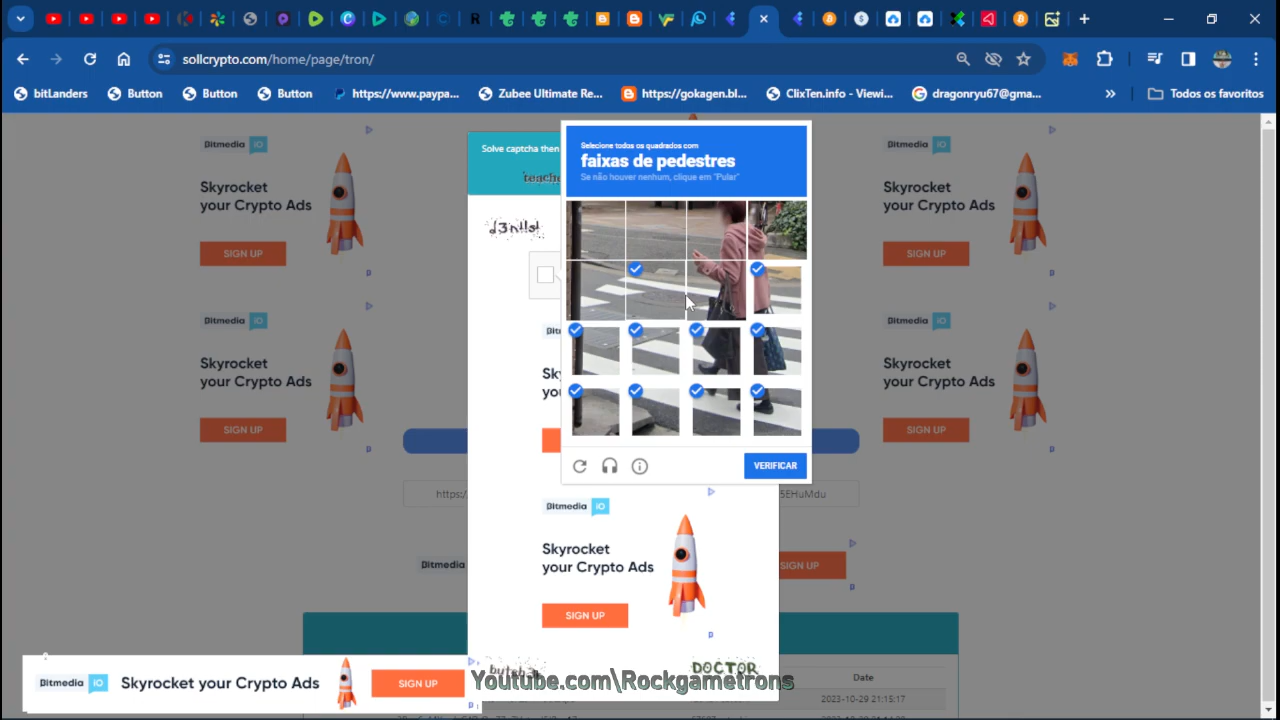 sollcrypto.com/home/page/tron/
bitLanders
Button
Button
Button
https://www.paypa...
Zubee Ultimate Re...
https://gokagen.bl...
ClixTen.info - Viewi...
dragonryu67@gma...
»
Todos os favoritos
Bitmedia IO
Skyrocket
your Crypto Ads
SIGN UP
Bitmedia IO
Skyrocket
your Crypto Ads
SIGN UP
Solve captcha then
Selecione todos os quadrados com
faixas de pedestres
Se não houver nenhum, clique em "Pular"
VERIFICAR
Bitmedia IO
Skyrocket
your Crypto Ads
SIGN UP
Bitmedia IO
Skyrocket
your Crypto Ads
SIGN UP
https:/
5EHuMdu
Bitmedia IO
Skyrocket
your Crypto Ads
SIGN UP
Bitmedia
SIGN UP
DOCTOR
Date
2023-10-29 21:15:17
Bitmedia IO
Skyrocket your Crypto Ads
SIGN UP
Youtube.com\Rockgametrons